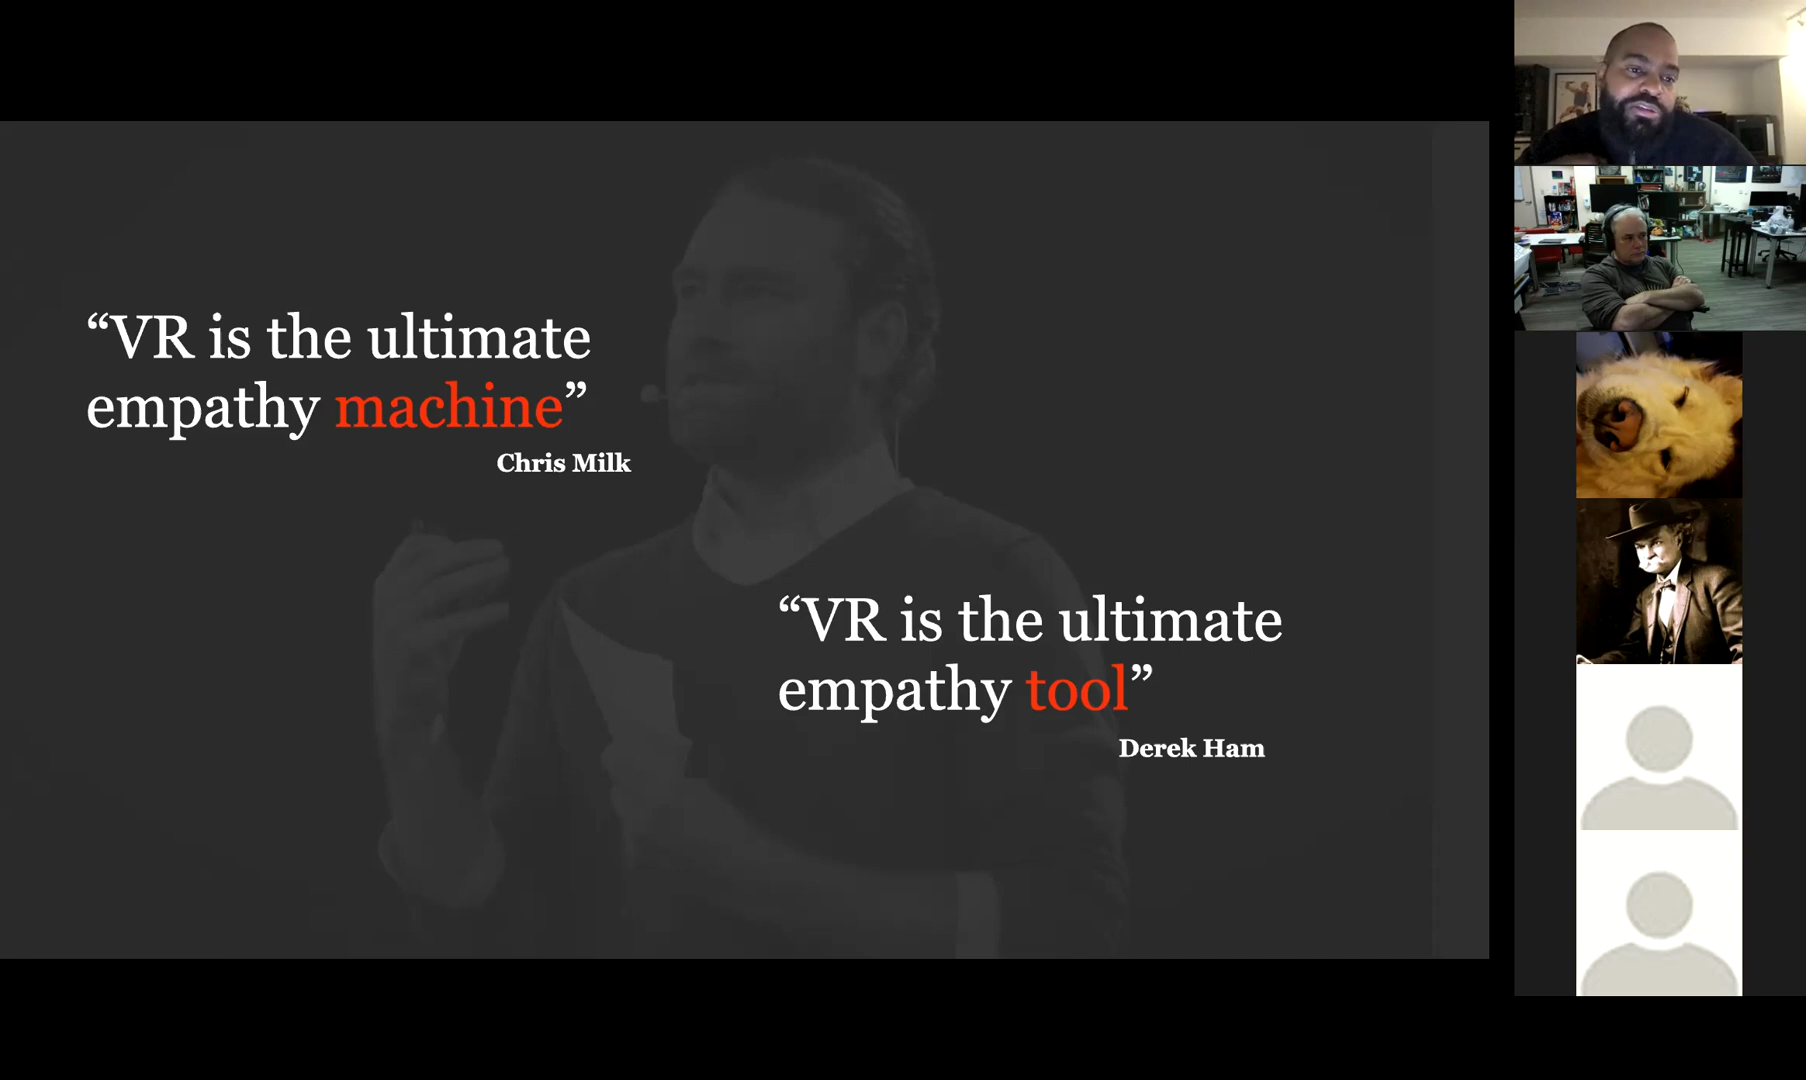 “VR is the ultimate
empathy machine”
Chris Milk
“VR is the ultimate
empathy tool”
Derek Ham